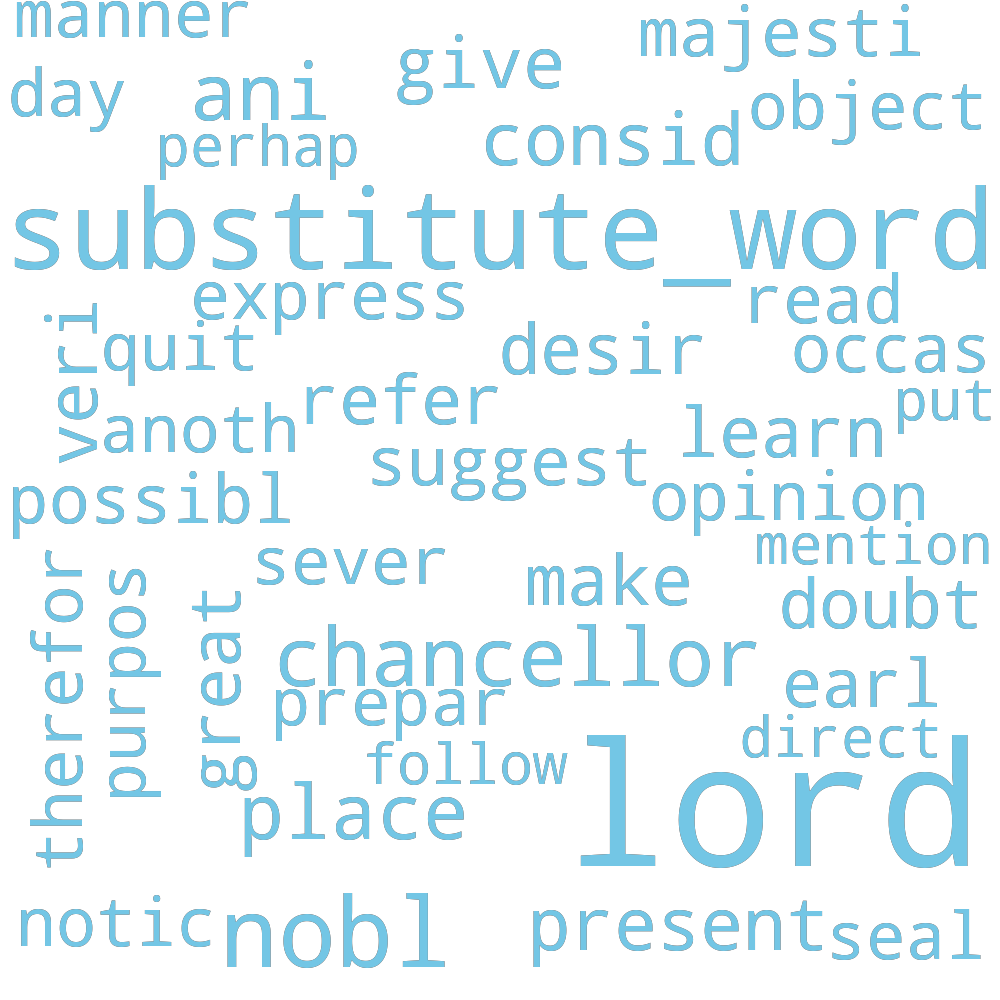 manner
majesti
give
day
ani
object
consid
perhap
substitute_word
express
read
veri
quit
desir
occas
refer
put
anoth
learn
suggest
possibl
opinion
mention
sever
make
doubt
therefor
purpos
great
chancellor
earl
prepar
direct
follow
lord
place
notic
nobl
present
seal